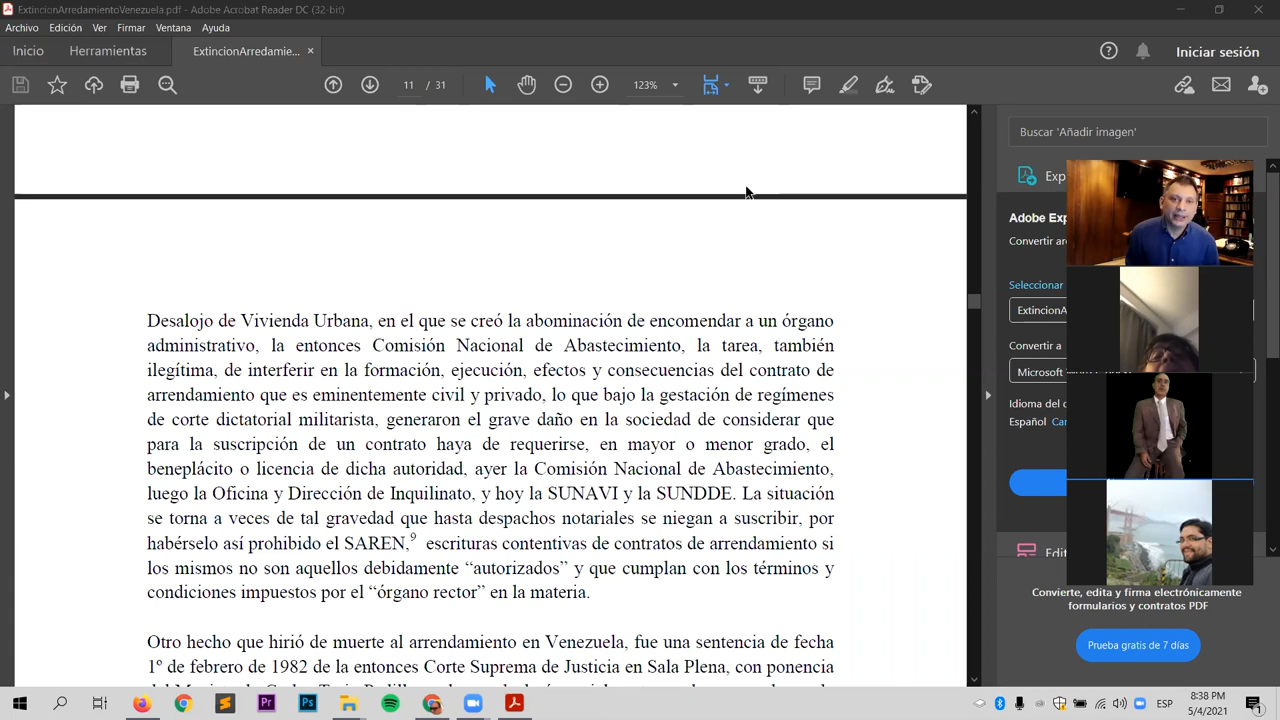 ExtincionArredamientoVenezuela.pdf - Adobe Acrobat Reader DC (32-bit)
Archivo Edición Ver Firmar Ventana Ayuda
Inicio Herramientas ExtincionArredamie... × Iniciar sesión
11 / 31 123%
Buscar 'Añadir imagen'
Exp
Adobe Exp
Convertir ar
Seleccionar
ExtincionA
Convertir a
Microsoft
Idioma del d
Español Car
Edit
Convierte, edita y firma electrónicamente
formularios y contratos PDF
Prueba gratis de 7 días
Desalojo de Vivienda Urbana, en el que se creó la abominación de encomendar a un órgano
administrativo, la entonces Comisión Nacional de Abastecimiento, la tarea, también
ilegítima, de interferir en la formación, ejecución, efectos y consecuencias del contrato de
arrendamiento que es eminentemente civil y privado, lo que bajo la gestación de regímenes
de corte dictatorial militarista, generaron el grave daño en la sociedad de considerar que
para la suscripción de un contrato haya de requerirse, en mayor o menor grado, el
beneplácito o licencia de dicha autoridad, ayer la Comisión Nacional de Abastecimiento,
luego la Oficina y Dirección de Inquilinato, y hoy la SUNAVI y la SUNDDE. La situación
se torna a veces de tal gravedad que hasta despachos notariales se niegan a suscribir, por
habérselo así prohibido el SAREN,9 escrituras contentivas de contratos de arrendamiento si
los mismos no son aquellos debidamente “autorizados” y que cumplan con los términos y
condiciones impuestos por el “órgano rector” en la materia.
Otro hecho que hirió de muerte al arrendamiento en Venezuela, fue una sentencia de fecha
1º de febrero de 1982 de la entonces Corte Suprema de Justicia en Sala Plena, con ponencia
ESP 8:38 PM
5/4/2021 1